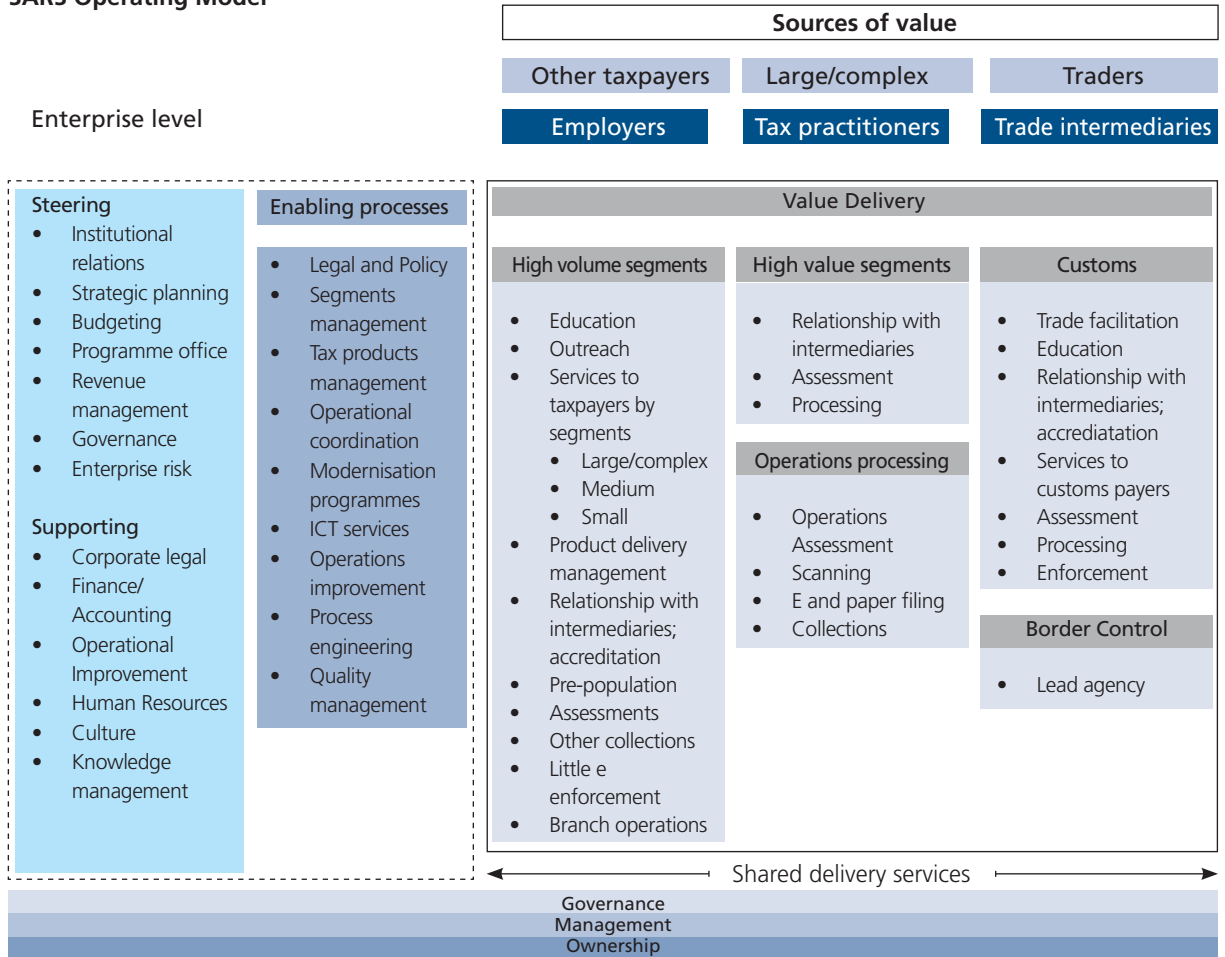 SARS Operating Model
Sources of value
Other taxpayers
Large/complex
Traders
Enterprise level
Employers
Tax practitioners
Trade intermediaries
Steering
• Institutional
relations
• Strategic planning
• Budgeting
• Programme office
• Revenue
management
• Governance
• Enterprise risk
Supporting
• Corporate legal
• Finance/
Accounting
• Operational
Improvement
• Human Resources
• Culture
• Knowledge
management
Enabling processes
• Legal and Policy
• Segments
management
• Tax products
management
• Operational
coordination
• Modernisation
programmes
• ICT services
• Operations
improvement
• Process
engineering
• Quality
management
Value Delivery
High volume segments
• Education
• Outreach
• Services to
taxpayers by
segments
• Large/complex
• Medium
• Small
• Product delivery
management
• Relationship with
intermediaries;
accreditation
• Pre-population
• Assessments
• Other collections
• Little e
enforcement
• Branch operations
High value segments
• Relationship with
intermediaries
• Assessment
• Processing
Operations processing
• Operations
Assessment
• Scanning
• E and paper filing
• Collections
Customs
• Trade facilitation
• Education
• Relationship with
intermediaries;
accrediatation
• Services to
customs payers
• Assessment
• Processing
• Enforcement
Border Control
• Lead agency
Shared delivery services
Governance
Management
Ownership